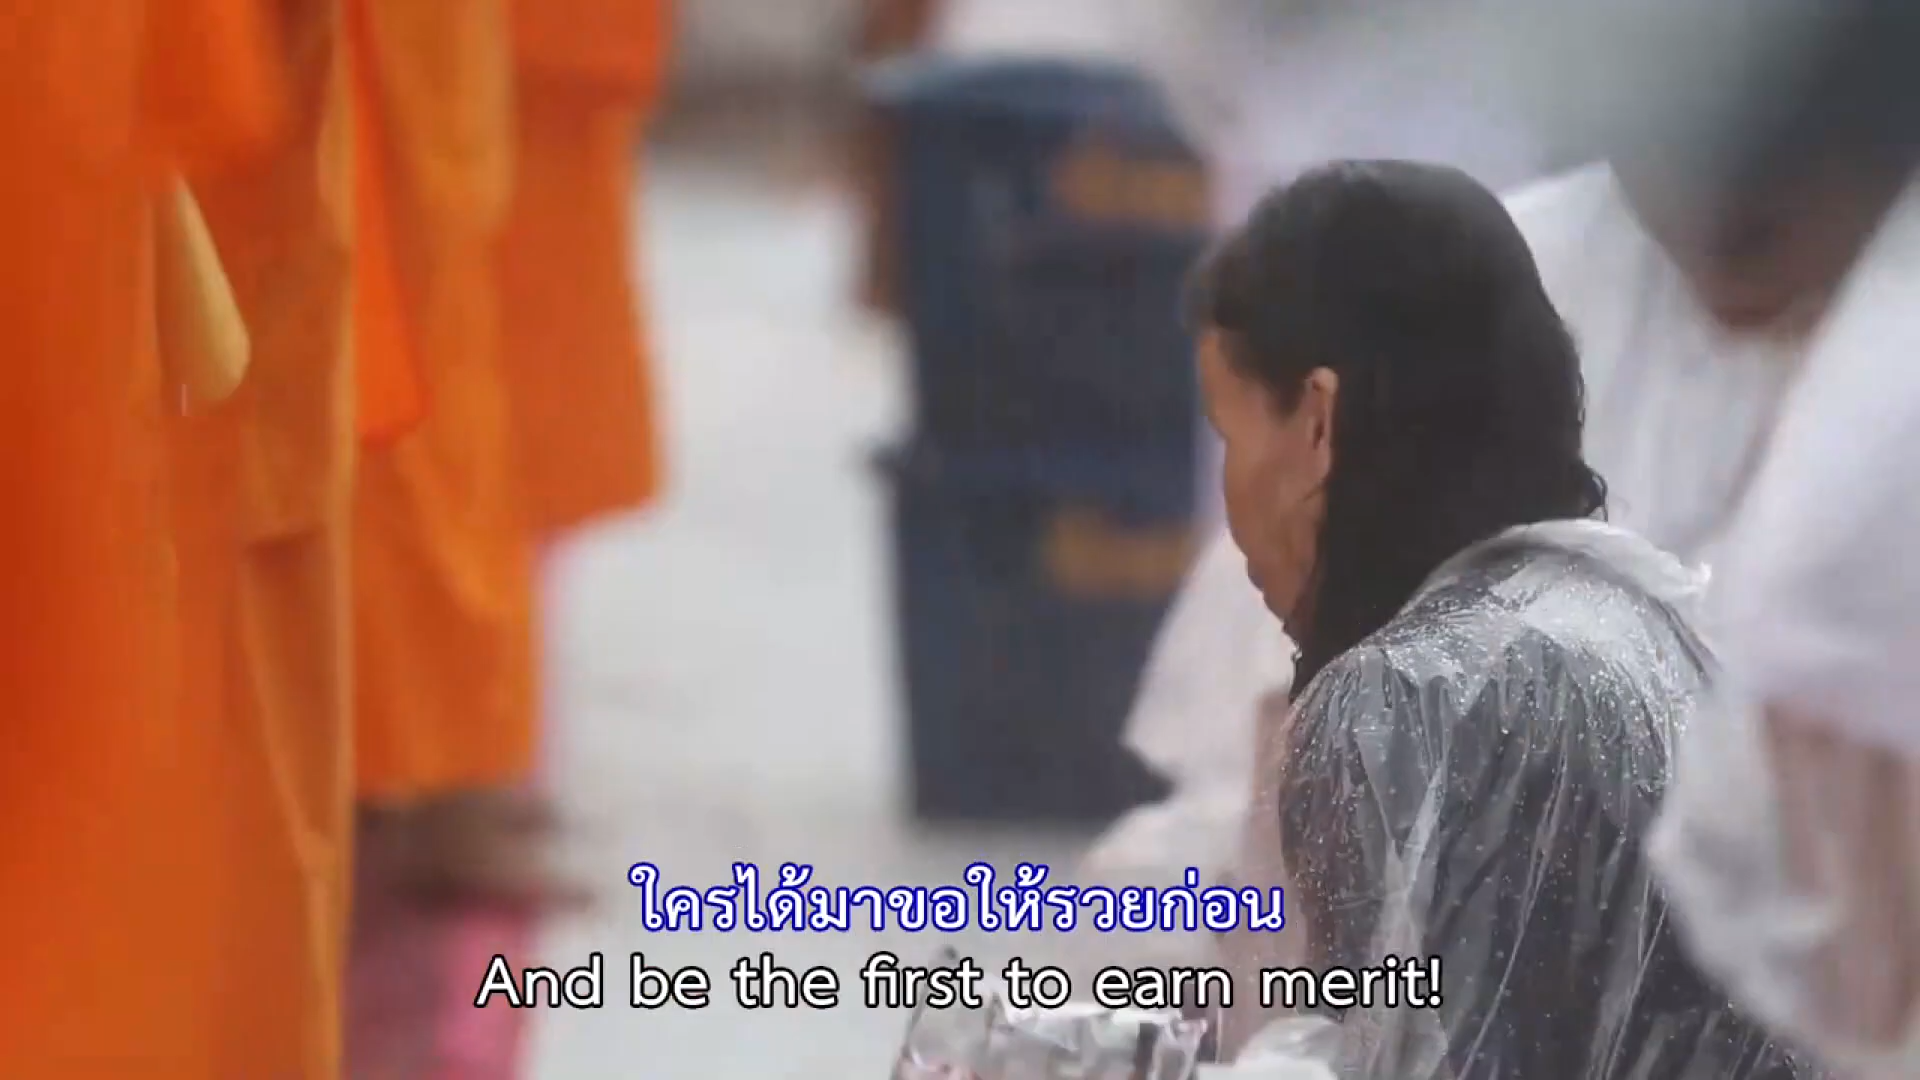 ใครได้มาขอให้รวยก่อน
And be the first to earn merit!